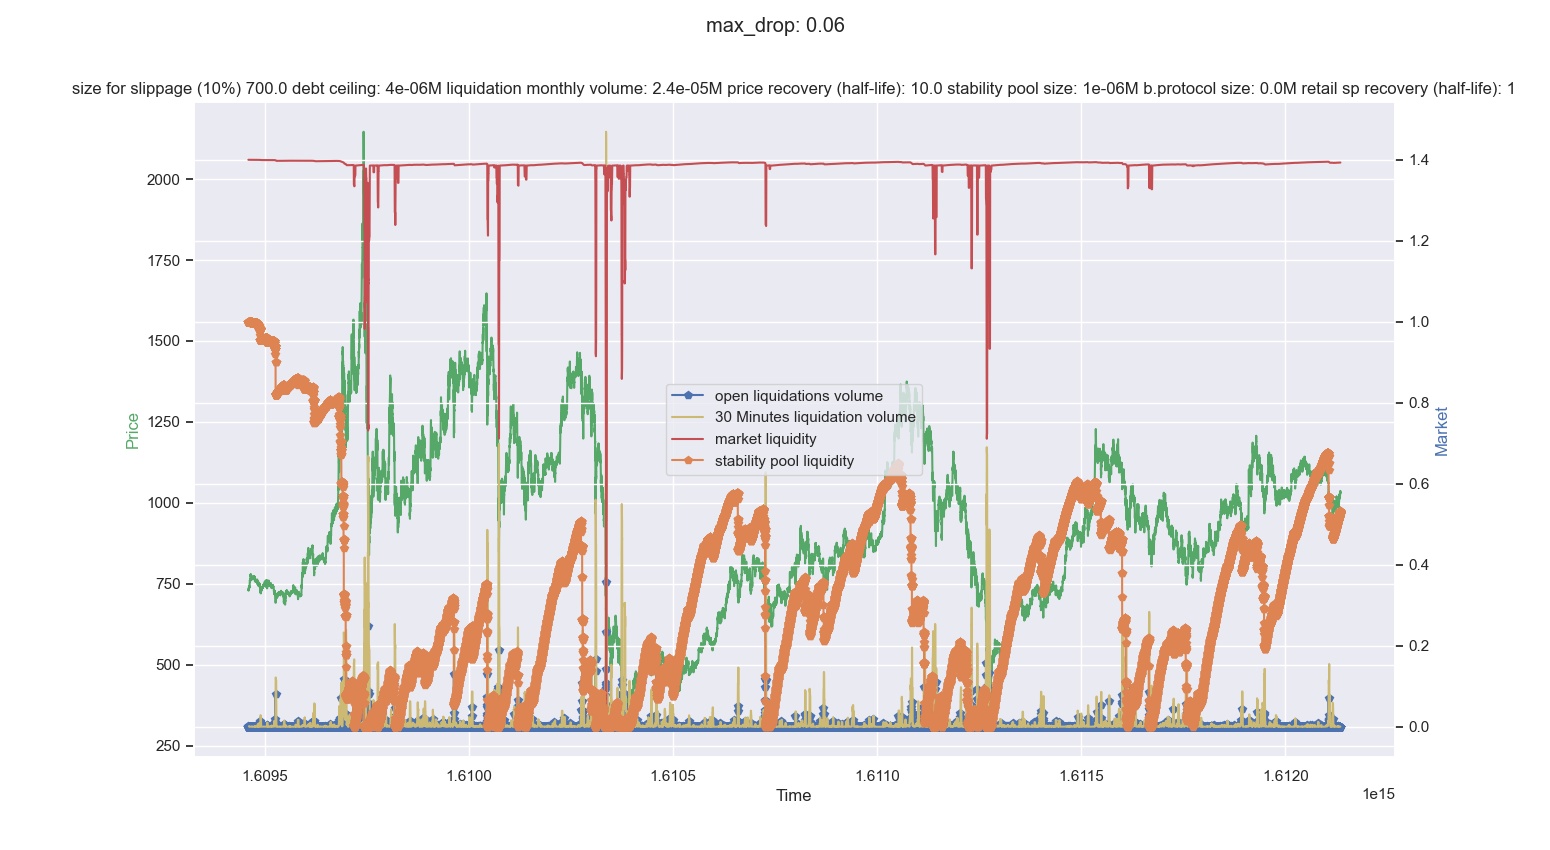 max_drop: 0.06
size for slippage (10%) 700.0 debt ceiling: 4e-06M liquidation monthly volume: 2.4e-05M price recovery (half-life): 10.0 stability pool size: 1e-06M b.protocol size: 0.0M retail sp recovery (half-life): 1
2000
1750
1500
1250
1000
750
500
250
Price
1.4
1.2
1.0
0.8
0.6
0.4
0.2
0.0
Market
open liquidations volume
30 Minutes liquidation volume
market liquidity
stability pool liquidity
1.6095 1.6100 1.6105 1.6110 1.6115 1.6120
Time
1e15